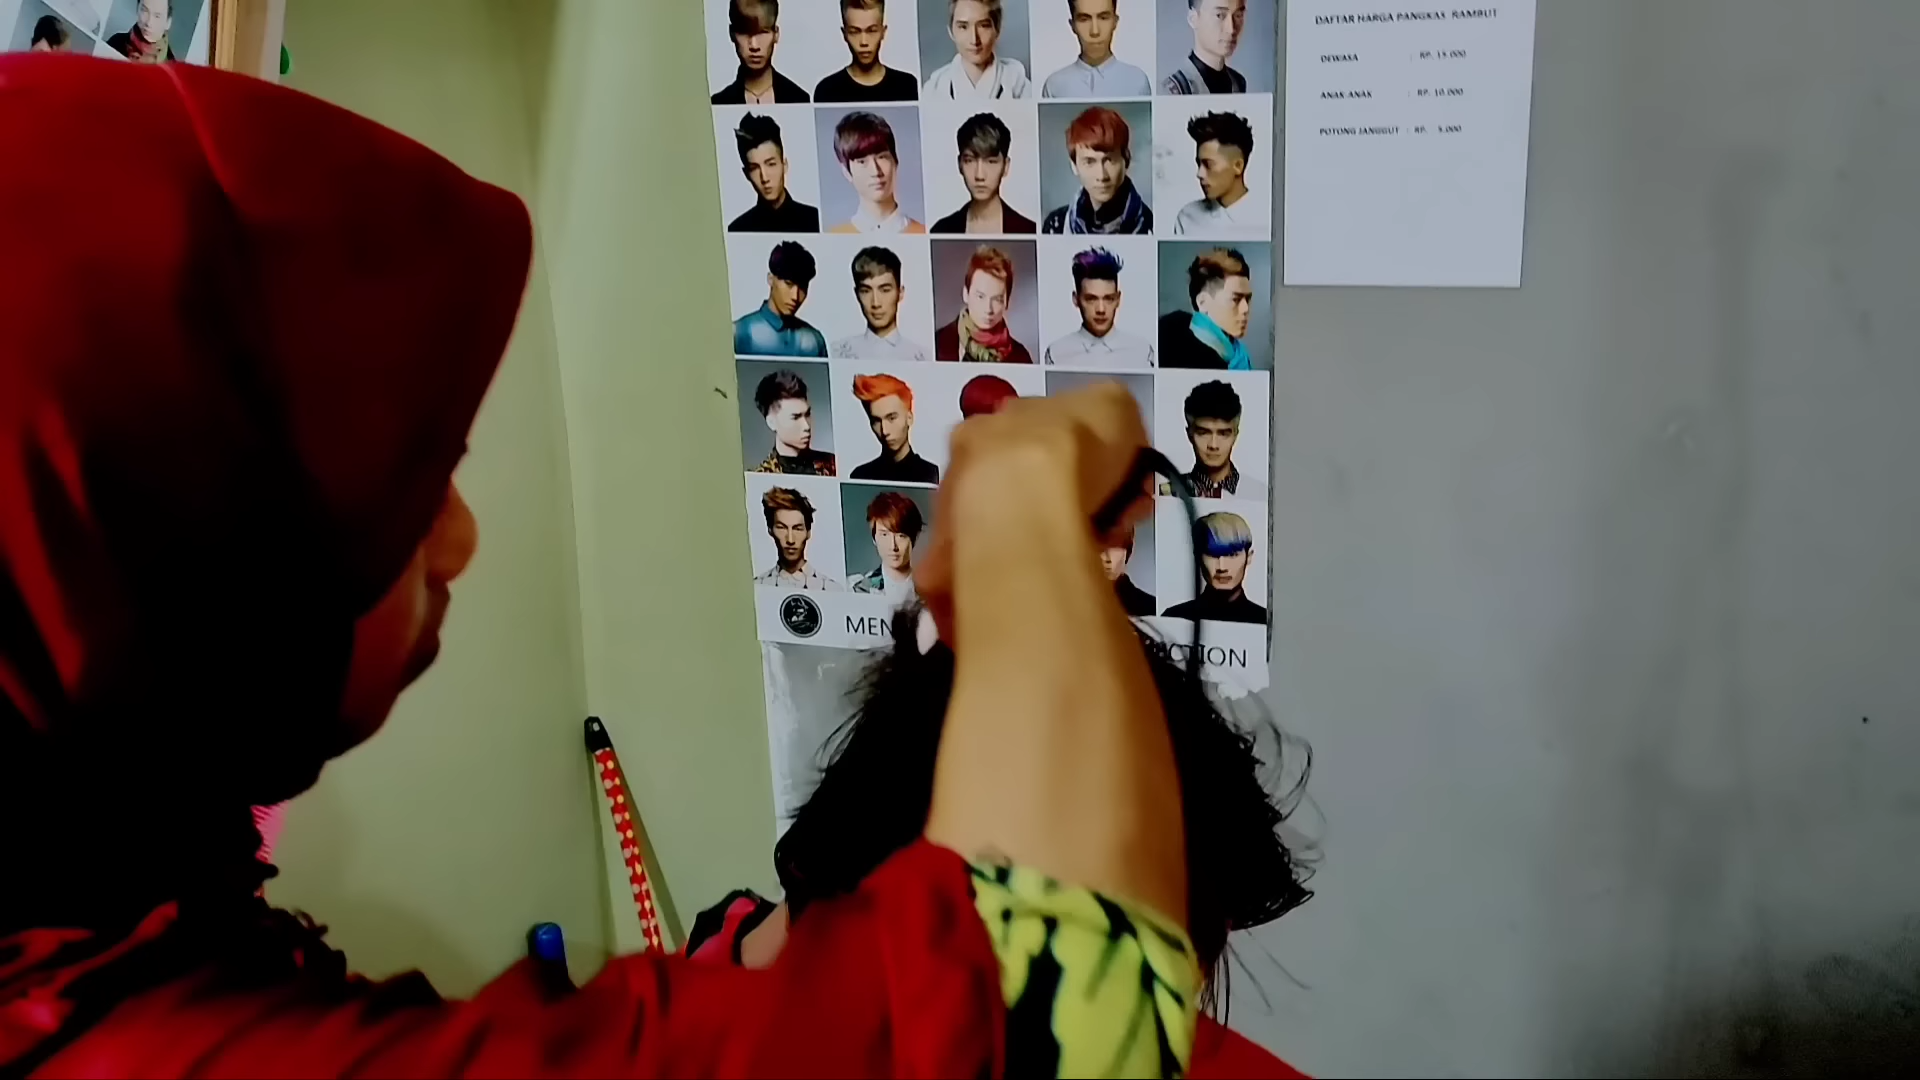 DAFTAR HARGA PANGKAS RAMBUT
DEWASA : RP. 15.000
ANAK-ANAK : RP. 10.000
POTONG JANGGUT : RP. 5.000
MEN
CTION